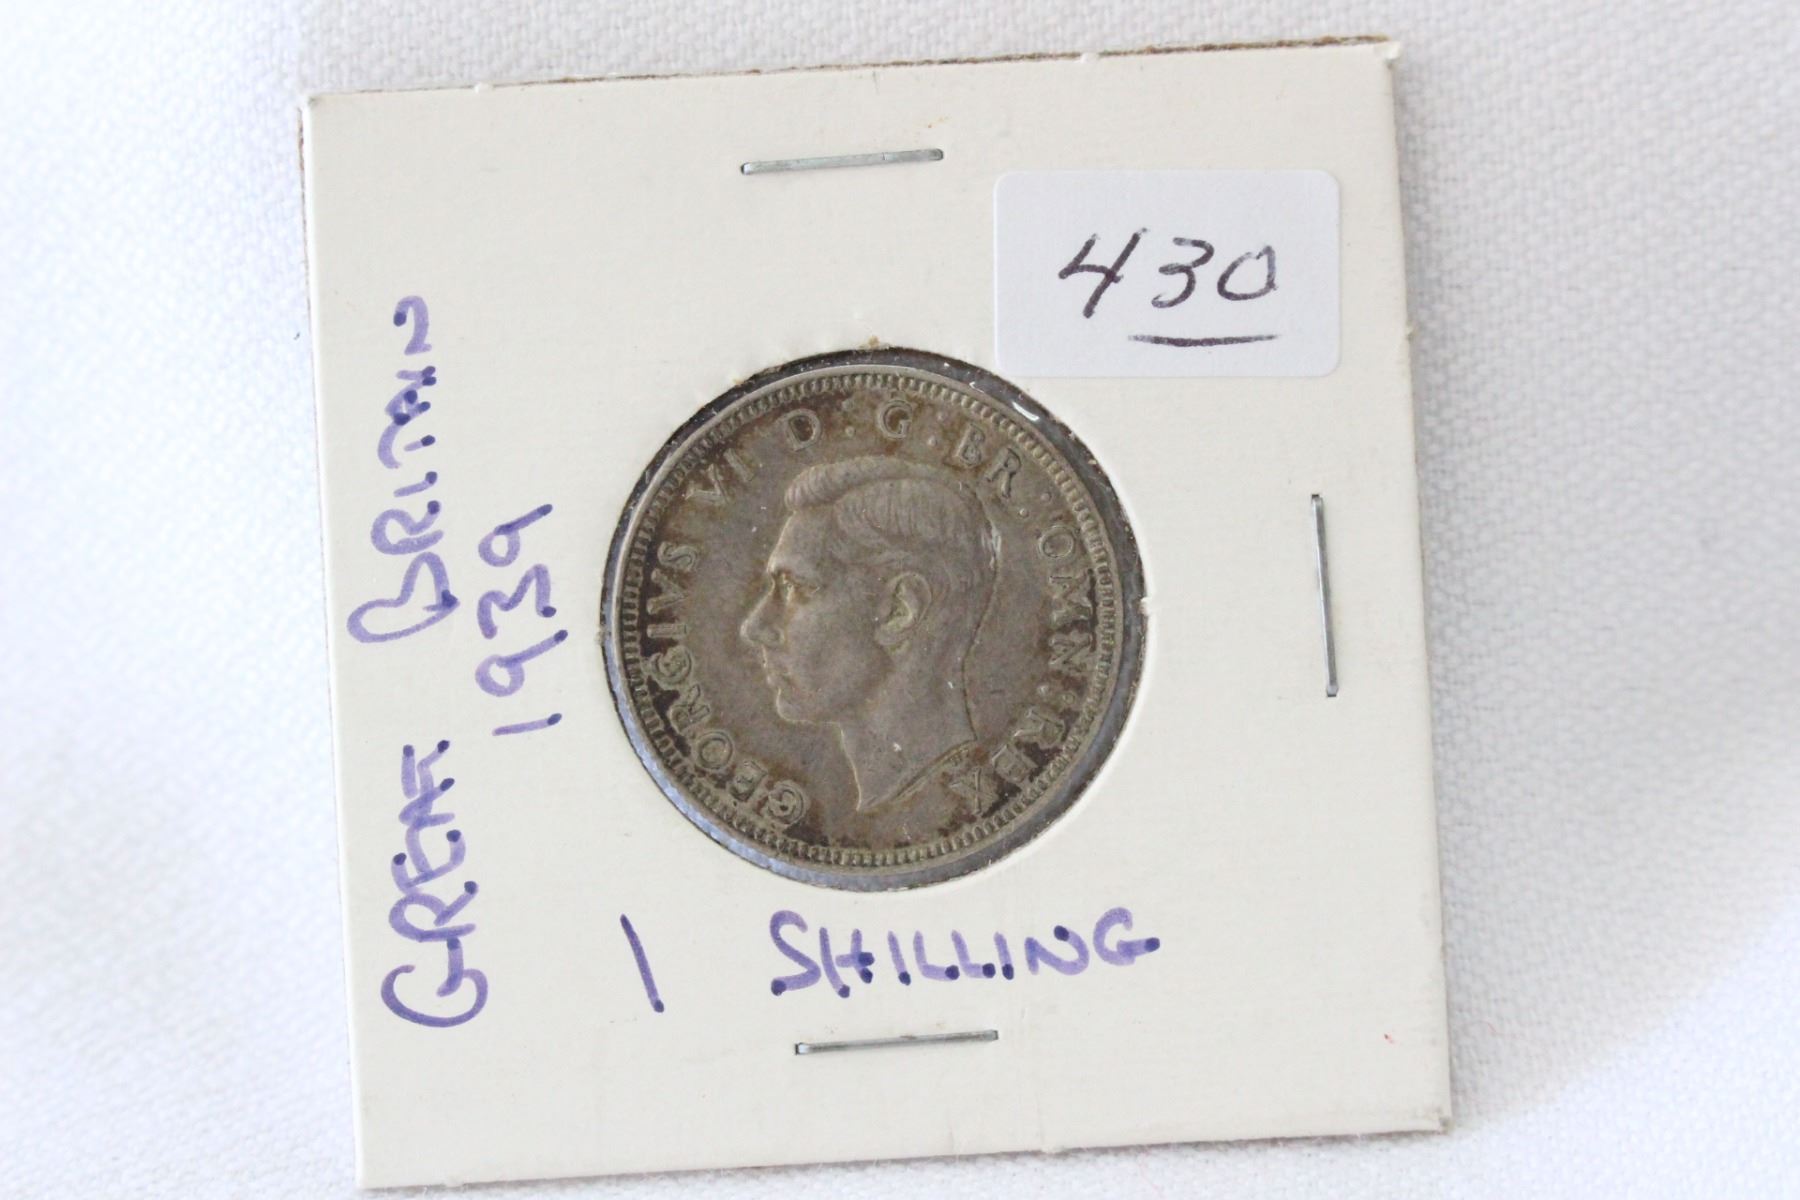 430
GEORGIVS VI D:G:BR:OMN:REX
GREAT BRITAIN
1939
1 SHILLING